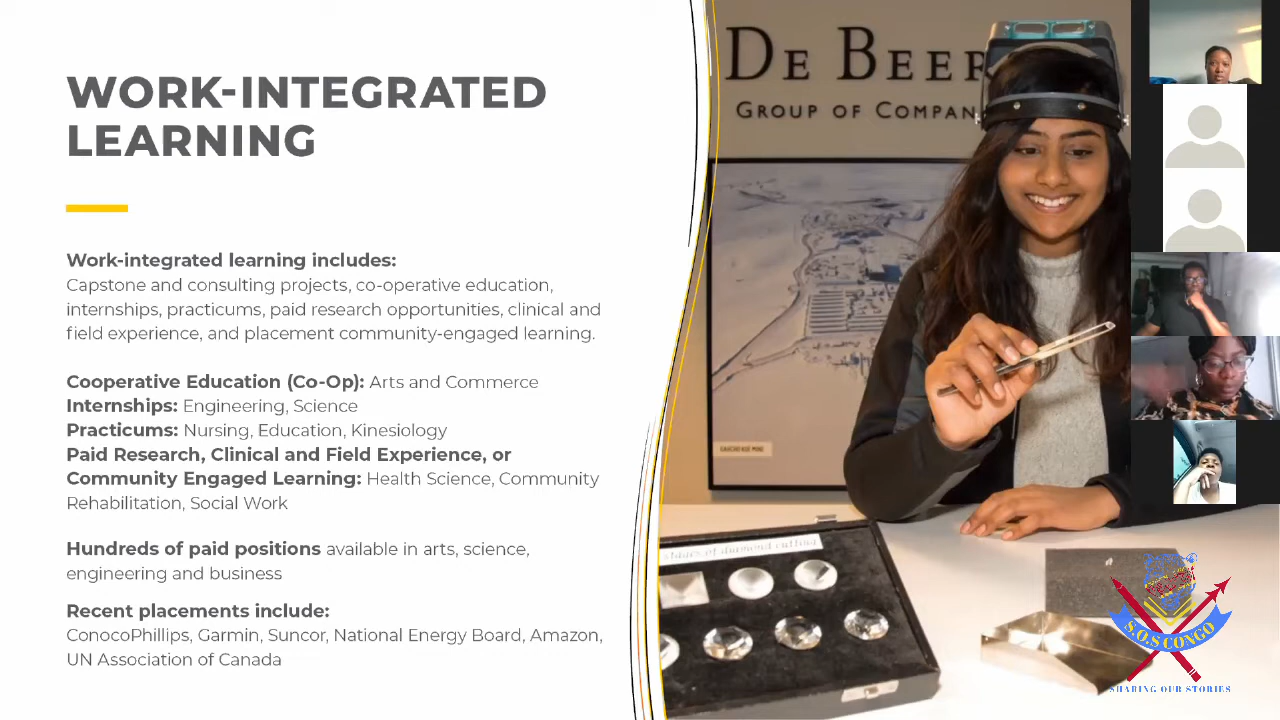 WORK-INTEGRATED
LEARNING
Work-integrated learning includes:
Capstone and consulting projects, co-operative education,
internships, practicums, paid research opportunities, clinical and
field experience, and placement community-engaged learning.
Cooperative Education (Co-Op): Arts and Commerce
Internships: Engineering, Science
Practicums: Nursing, Education, Kinesiology
Paid Research, Clinical and Field Experience, or
Community Engaged Learning: Health Science, Community
Rehabilitation, Social Work
Hundreds of paid positions available in arts, science,
engineering and business
Recent placements include:
ConocoPhillips, Garmin, Suncor, National Energy Board, Amazon,
UN Association of Canada
DE BEER
GROUP OF COMPAN
stages of diamond cutting
S.O.S CONGO
SHARING OUR STORIES